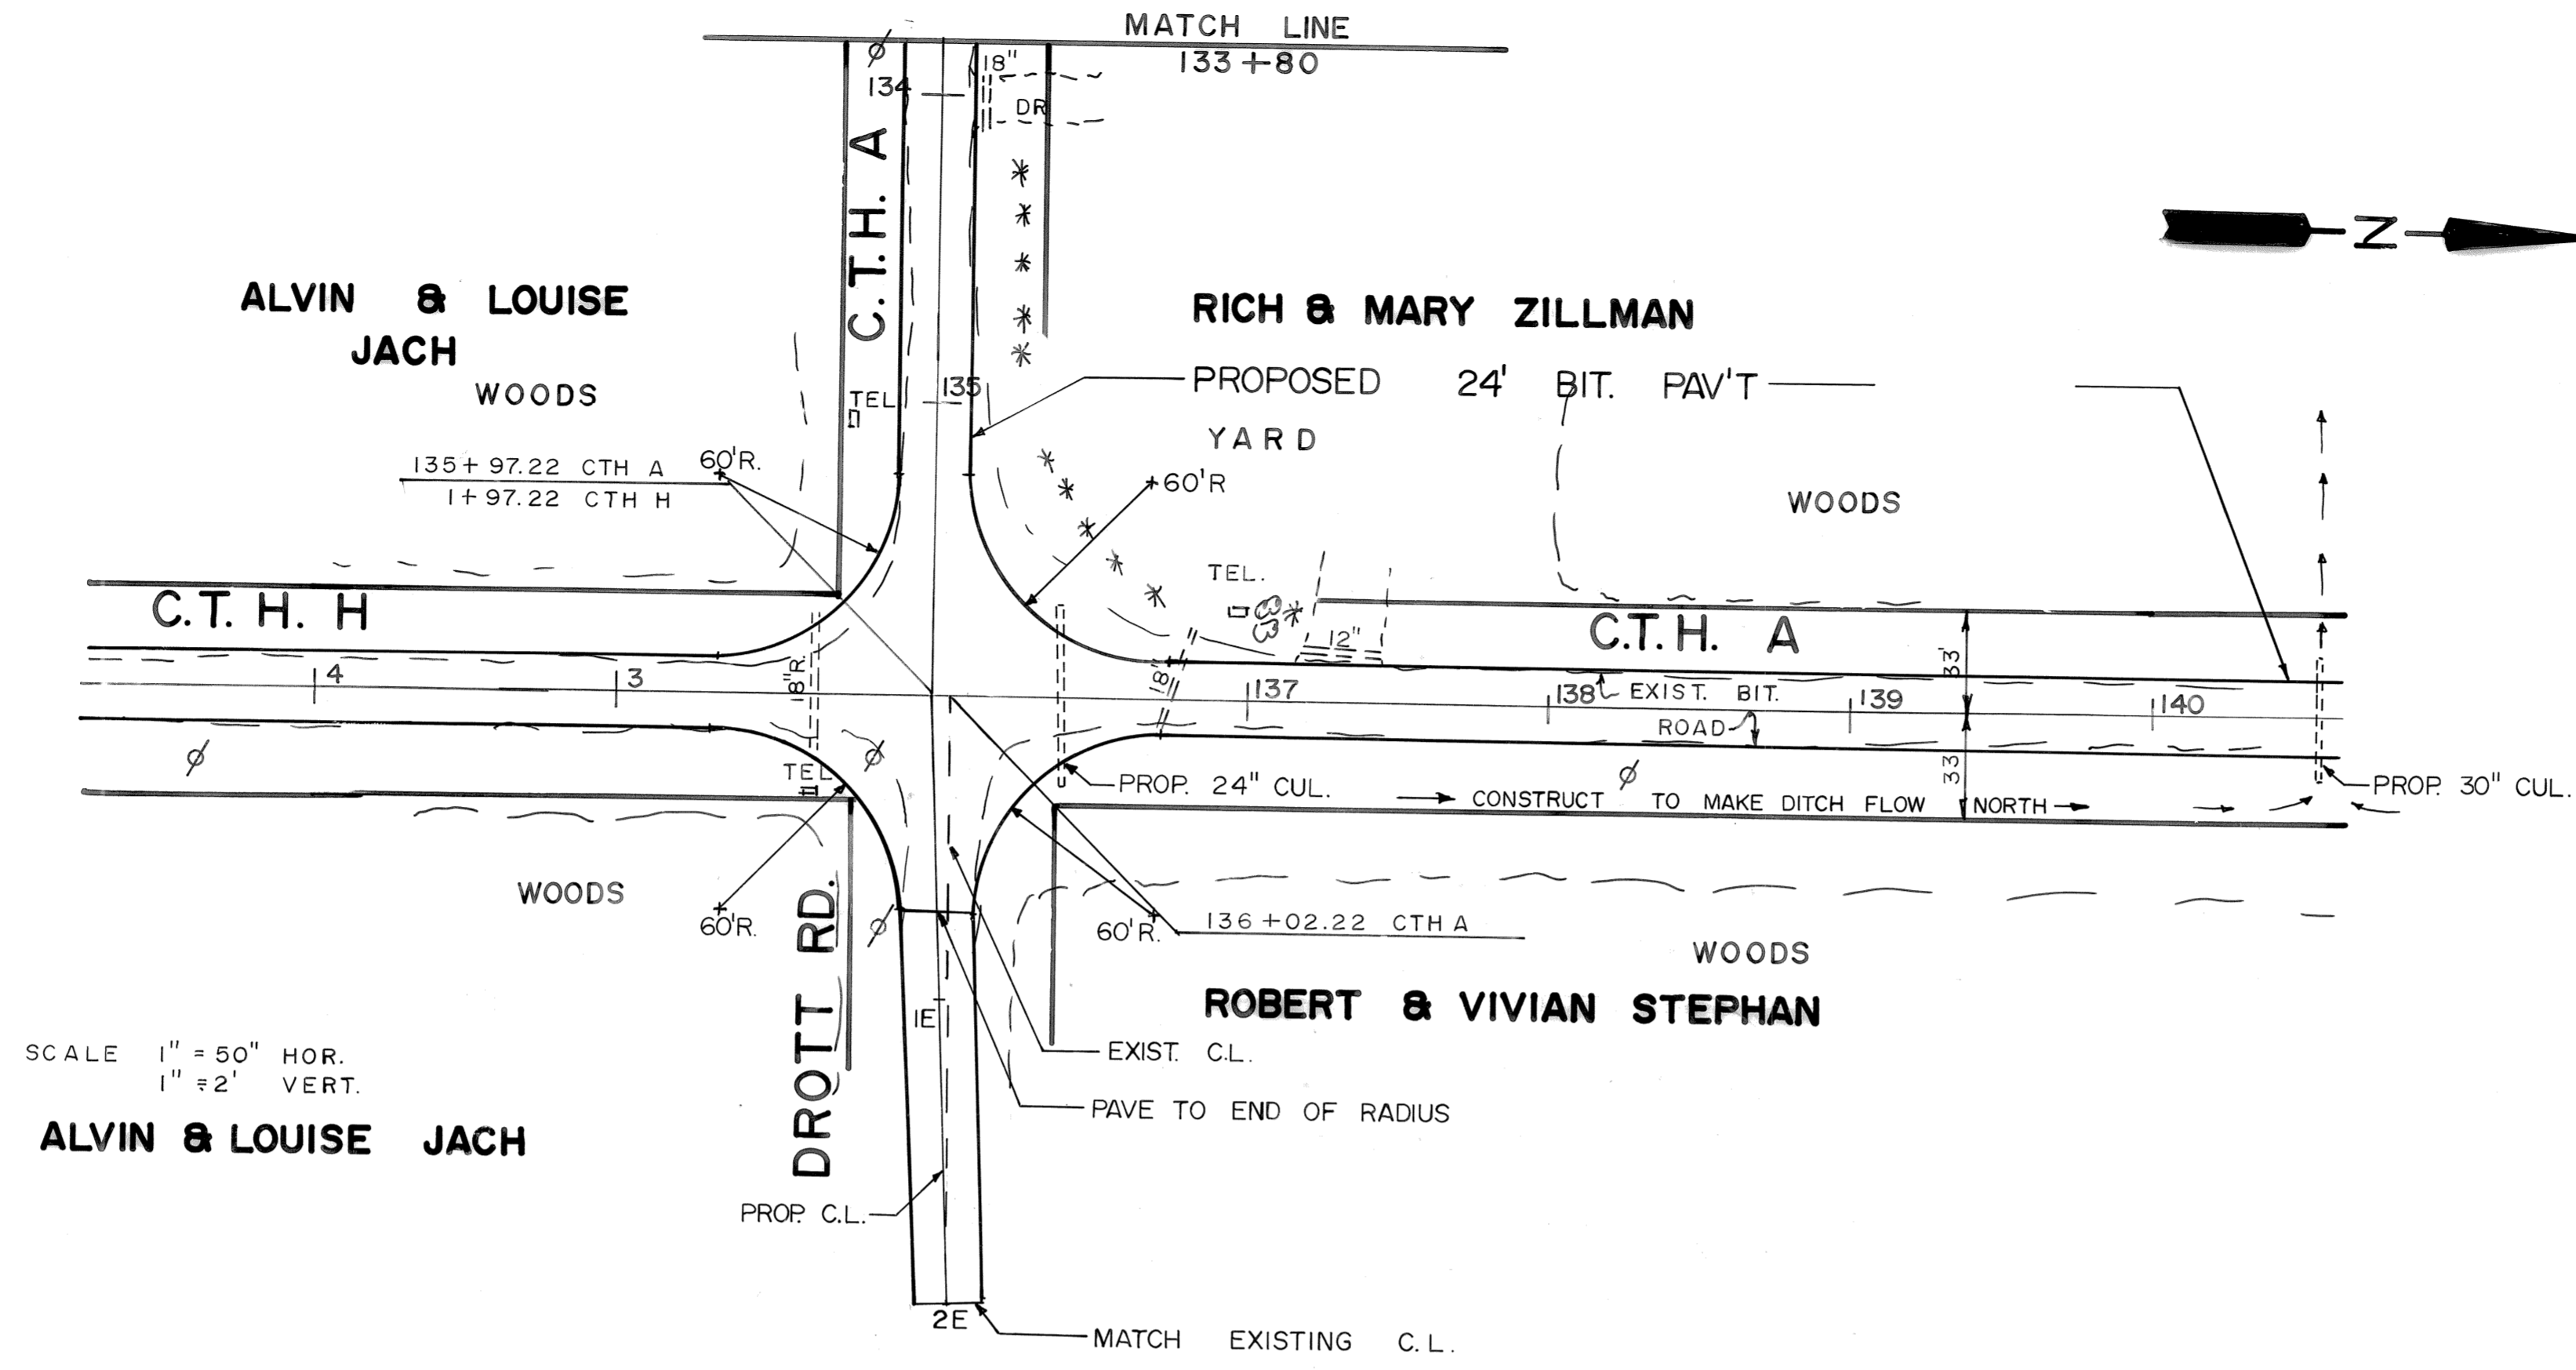 MATCH LINE
133+80
18"
134
DR
C.T.H. A
N
ALVIN & LOUISE
JACH
WOODS
RICH & MARY ZILLMAN
PROPOSED 24' BIT. PAV'T
135
TEL
YARD
135+97.22 CTH A
1+97.22 CTH H
60'R.
60'R
WOODS
TEL.
C.T.H. H
12"
C.T.H. A
33'
4
3
18"R.
18'
137
138
EXIST. BIT.
ROAD
139
140
TEL
PROP. 24" CUL.
CONSTRUCT TO MAKE DITCH FLOW NORTH
33'
PROP. 30" CUL.
WOODS
60'R.
DROTT RD.
60'R.
136+02.22 CTH A
WOODS
ROBERT & VIVIAN STEPHAN
1E
EXIST. C.L.
SCALE 1" = 50" HOR.
1" = 2' VERT.
PAVE TO END OF RADIUS
ALVIN & LOUISE JACH
PROP. C.L.
2E
MATCH EXISTING C.L.